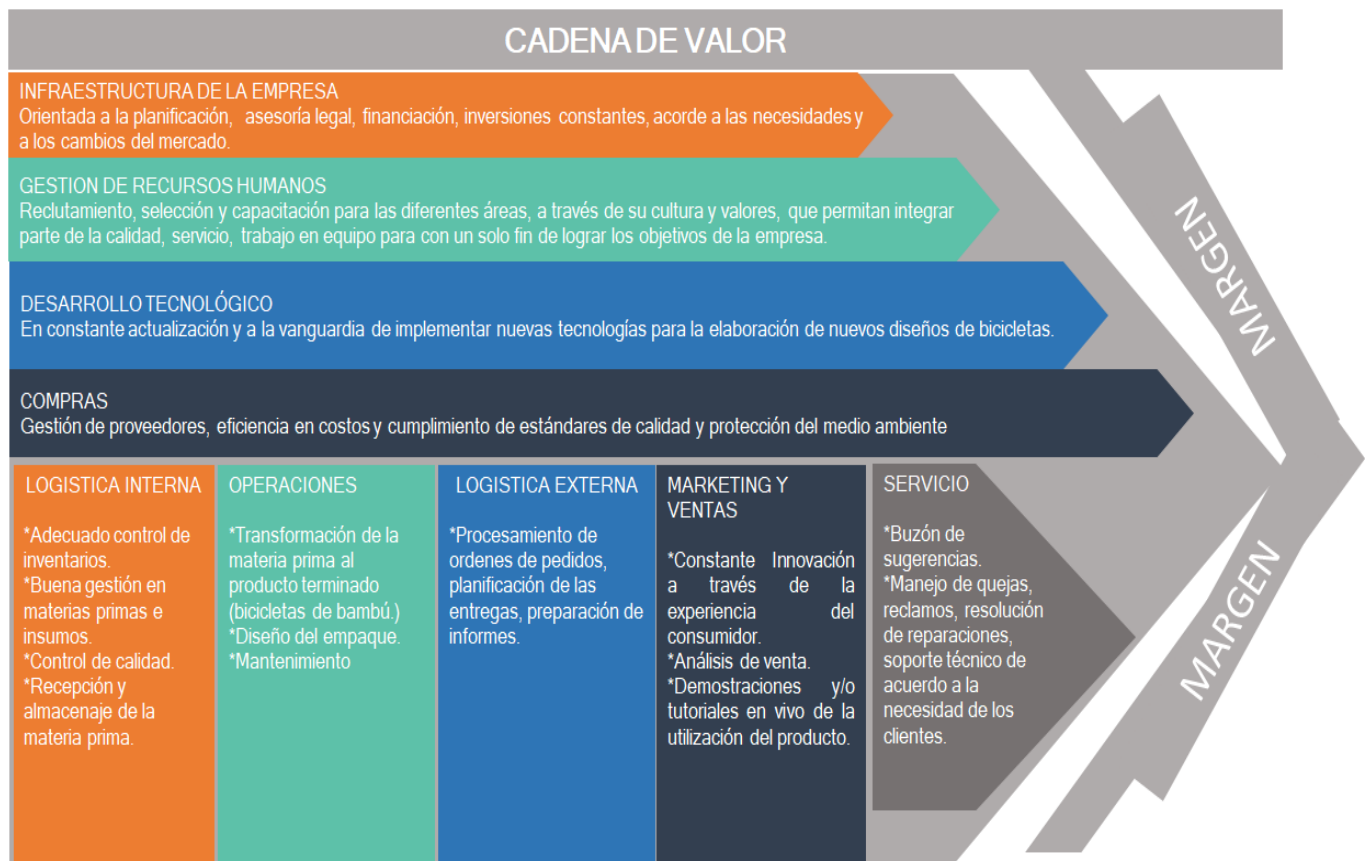 CADENA DE VALOR
INFRAESTRUCTURA DE LA EMPRESA
Orientada a la planificación, asesoría legal, financiación, inversiones constantes, acorde a las necesidades y
a los cambios del mercado.
GESTION DE RECURSOS HUMANOS
Reclutamiento, selección y capacitación para las diferentes áreas, a través de su cultura y valores, que permitan integrar
parte de la calidad, servicio, trabajo en equipo para con un solo fin de lograr los objetivos de la empresa.
DESARROLLO TECNOLÓGICO
En constante actualización y a la vanguardia de implementar nuevas tecnologías para la elaboración de nuevos diseños de bicicletas.
COMPRAS
Gestión de proveedores, eficiencia en costos y cumplimiento de estándares de calidad y protección del medio ambiente
LOGISTICA INTERNA
*Adecuado control de
inventarios.
*Buena gestión en
materias primas e
insumos.
*Control de calidad.
*Recepción y
almacenaje de la
materia prima.
OPERACIONES
*Transformación de la
materia prima al
producto terminado
(bicicletas de bambú.)
*Diseño del empaque.
*Mantenimiento
LOGISTICA EXTERNA
*Procesamiento de
ordenes de pedidos,
planificación de las
entregas, preparación de
informes.
MARKETING Y
VENTAS
*Constante Innovación
a través de la
experiencia del
consumidor.
*Análisis de venta.
*Demostraciones y/o
tutoriales en vivo de la
utilización del producto.
SERVICIO
*Buzón de
sugerencias.
*Manejo de quejas,
reclamos, resolución
de reparaciones,
soporte técnico de
acuerdo a la
necesidad de los
clientes.
MARGEN
MARGEN